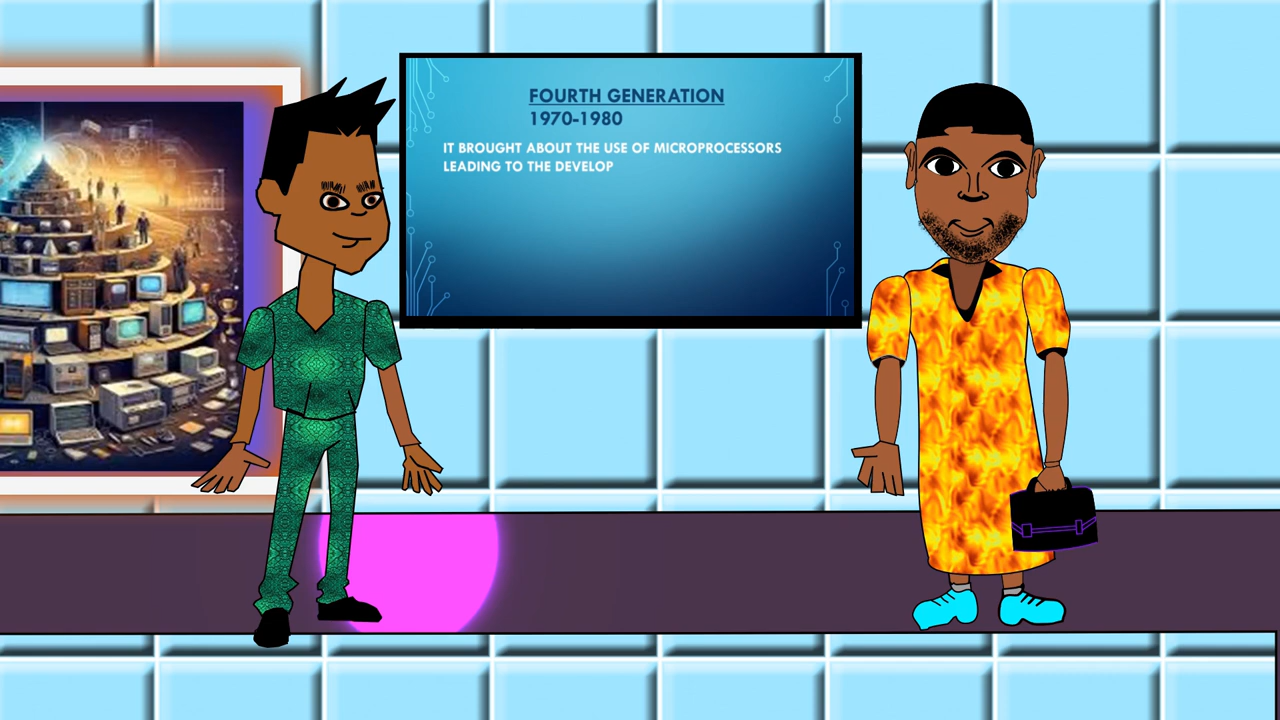 FOURTH GENERATION
1970-1980
IT BROUGHT ABOUT THE USE OF MICROPROCESSORS
LEADING TO THE DEVELOP